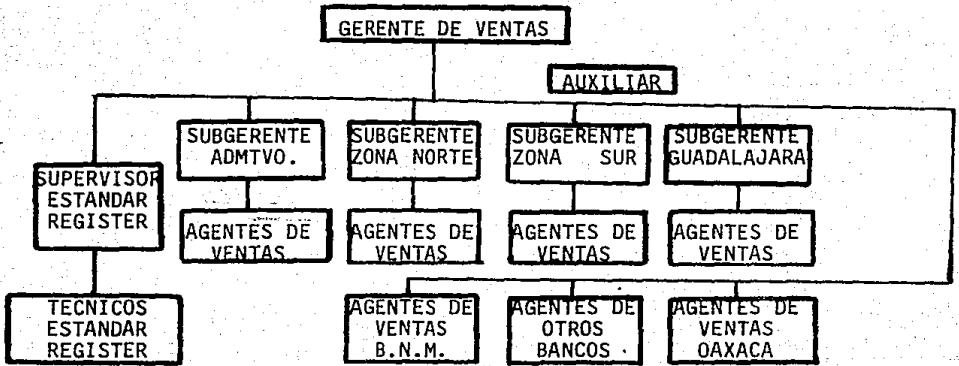 GERENTE DE VENTAS
AUXILIAR
SUBGERENTE
ADMTVO.
SUBGERENTE
ZONA NORTE
SUBGERENTE
ZONA SUR
SUBGERENTE
GUADALAJARA
SUPERVISOR
ESTANDAR
REGISTER
AGENTES DE
VENTAS
AGENTES DE
VENTAS
AGENTES DE
VENTAS
AGENTES DE
VENTAS
TECNICOS
ESTANDAR
REGISTER
AGENTES DE
VENTAS
B.N.M.
AGENTES DE
OTROS
BANCOS
AGENTES DE
VENTAS
OAXACA